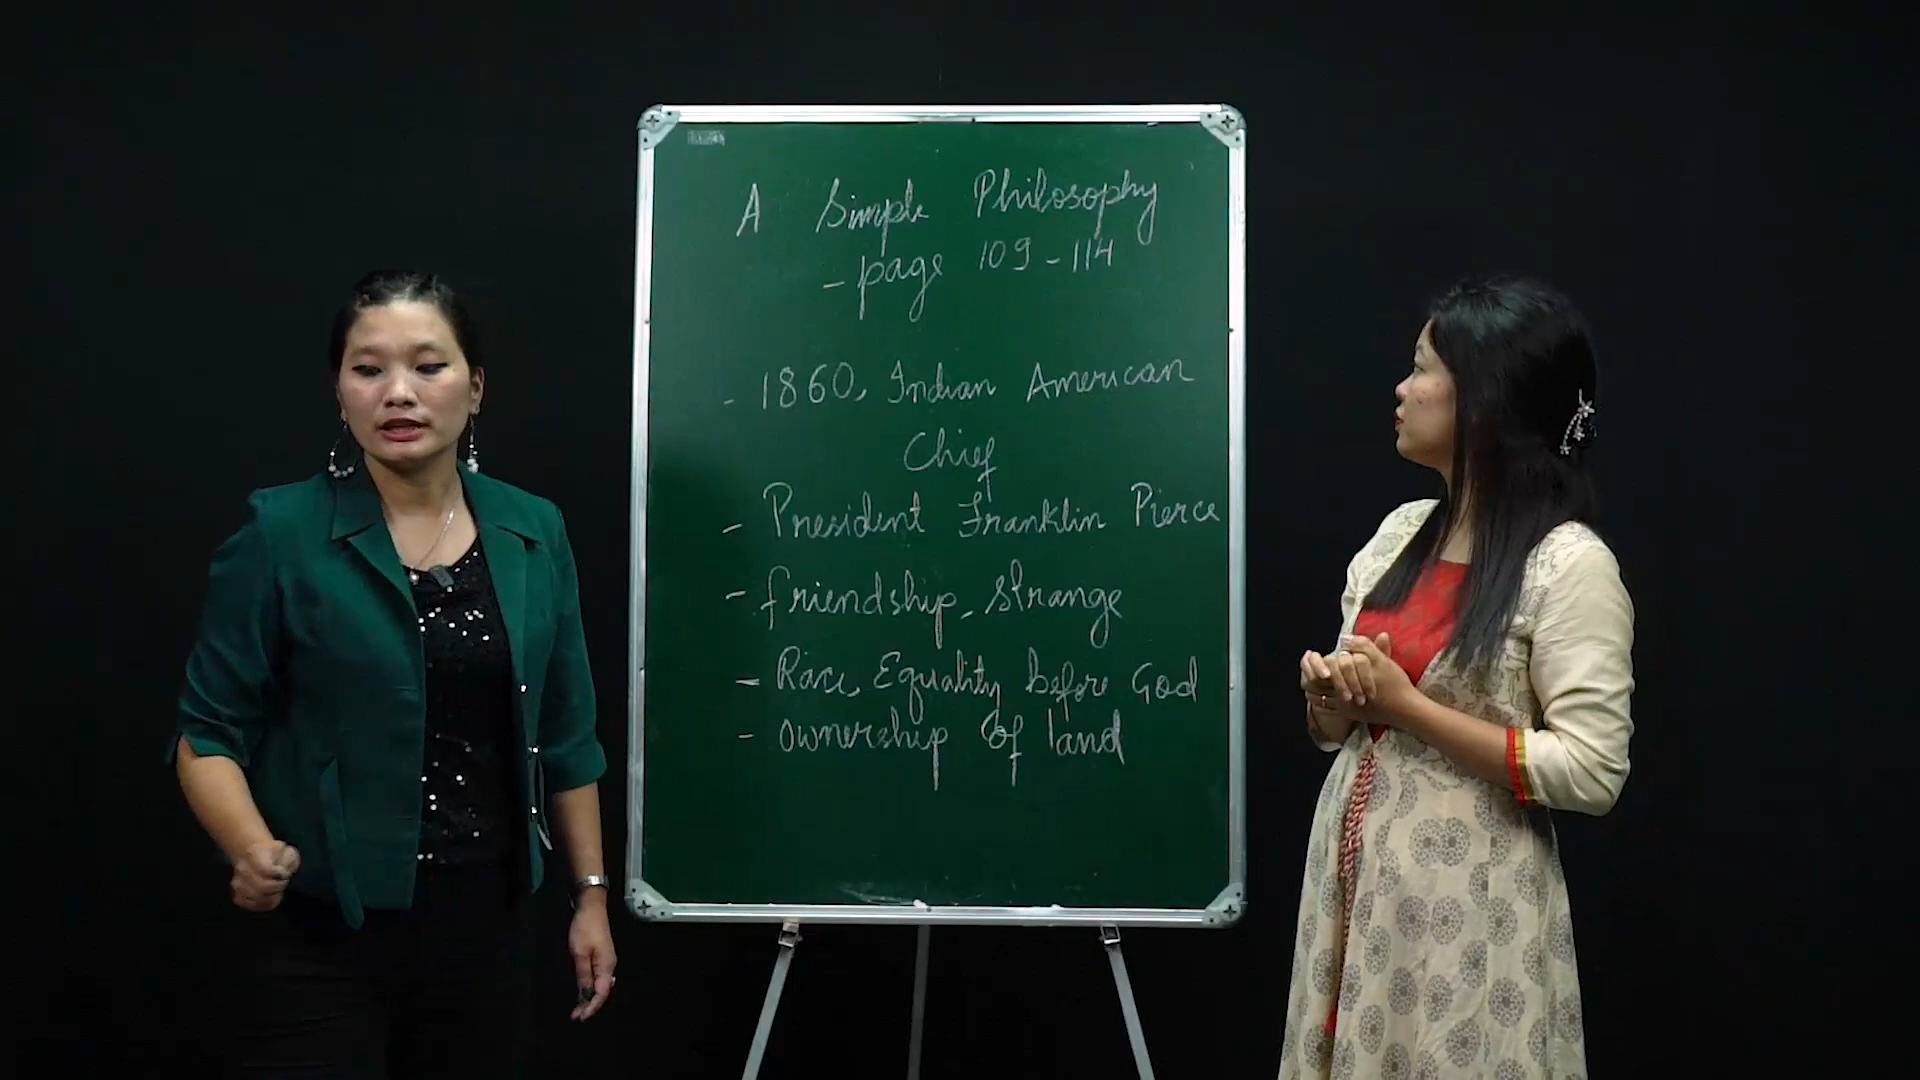 A Simple Philosophy
- page 109 - 114
- 1860, Indian American
Chief
- President Franklin Pierce
- friendship, strange
- Race, Equality before God
- ownership of land